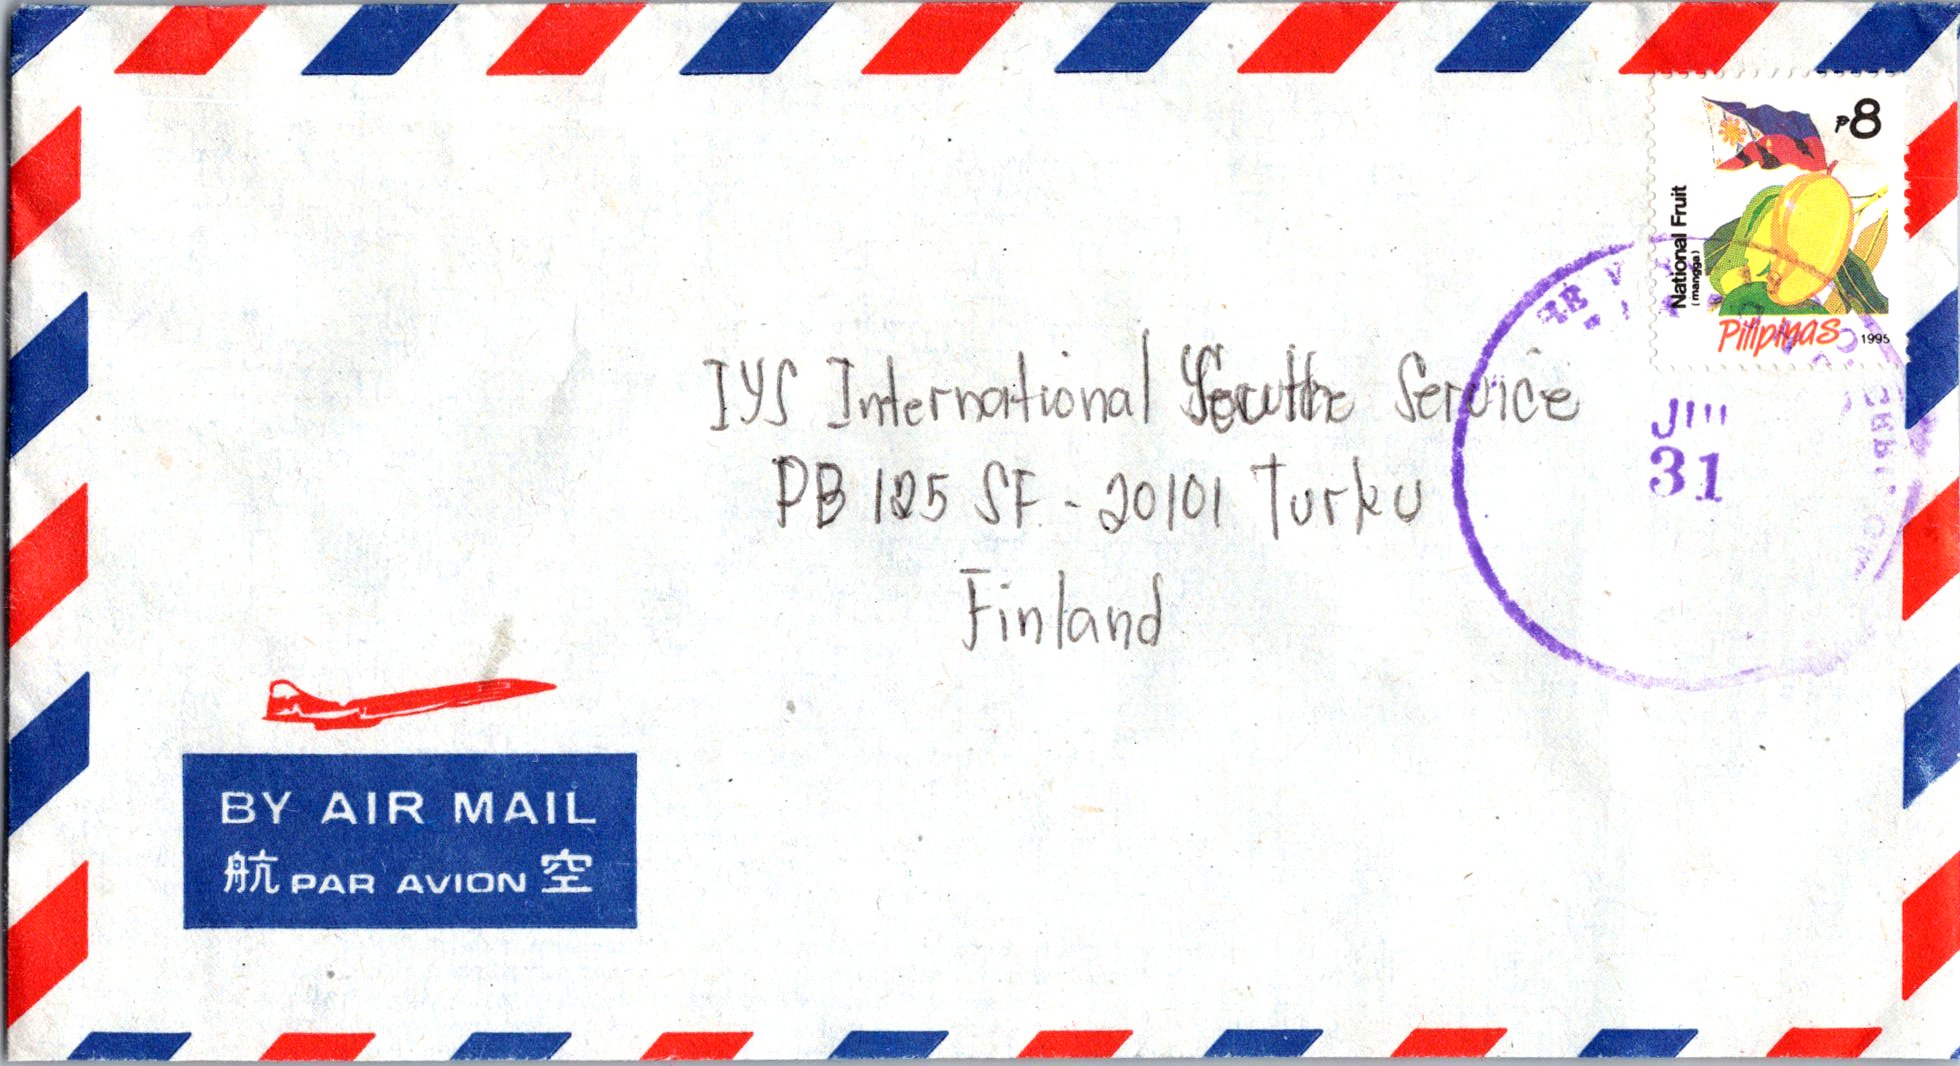 ₱8
National Fruit
(mangga)
Pilipinas 1995
31
IYS International Service
PB 125 SF - 20101 Turku
Finland
BY AIR MAIL
航 PAR AVION 空